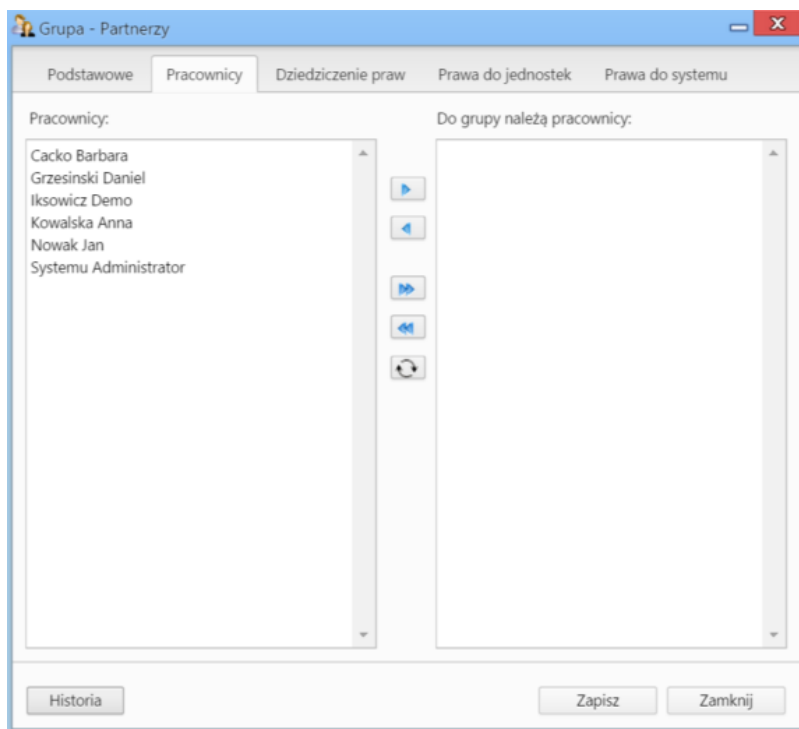 Grupa - Partnerzy
Podstawowe Pracownicy Dziedziczenie praw Prawa do jednostek Prawa do systemu
Pracownicy: Do grupy należą pracownicy:
Cacko Barbara
Grzesinski Daniel
Iksowicz Demo
Kowalska Anna
Nowak Jan
Systemu Administrator
Historia Zapisz Zamknij